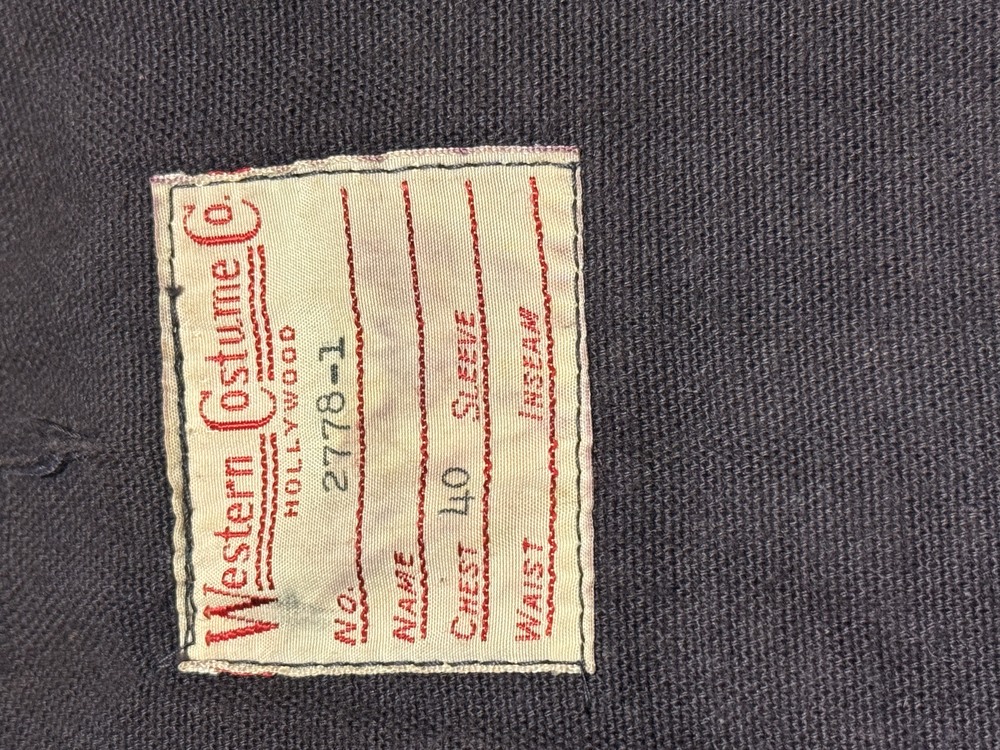 Western Costume Co.
HOLLYWOOD
NO. 2778-1
NAME
CHEST 40 SLEEVE
WAIST INSEAM